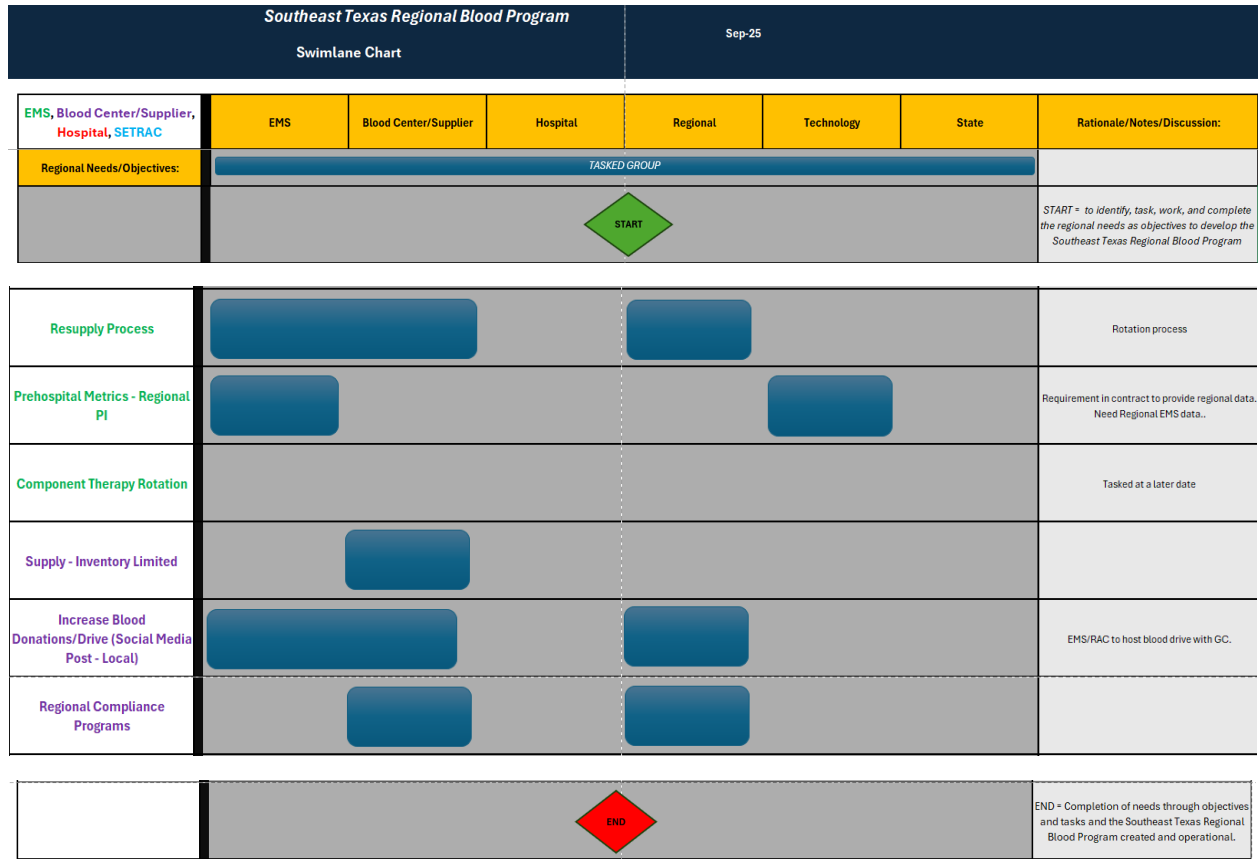 Southeast Texas Regional Blood Program
Sep-25
Swimlane Chart
EMS, Blood Center/Supplier,
Hospital, SETRAC
EMS
Blood Center/Supplier
Hospital
Regional
Technology
State
Rationale/Notes/Discussion:
Regional Needs/Objectives:
TASKED GROUP
START
START = to identify, task, work, and complete
the regional needs as objectives to develop the
Southeast Texas Regional Blood Program
Resupply Process
Rotation process
Prehospital Metrics - Regional
PI
Requirement in contract to provide regional data.
Need Regional EMS data..
Component Therapy Rotation
Tasked at a later date
Supply - Inventory Limited
Increase Blood
Donations/Drive (Social Media
Post - Local)
EMS/RAC to host blood drive with GC.
Regional Compliance
Programs
END
END = Completion of needs through objectives
and tasks and the Southeast Texas Regional
Blood Program created and operational.